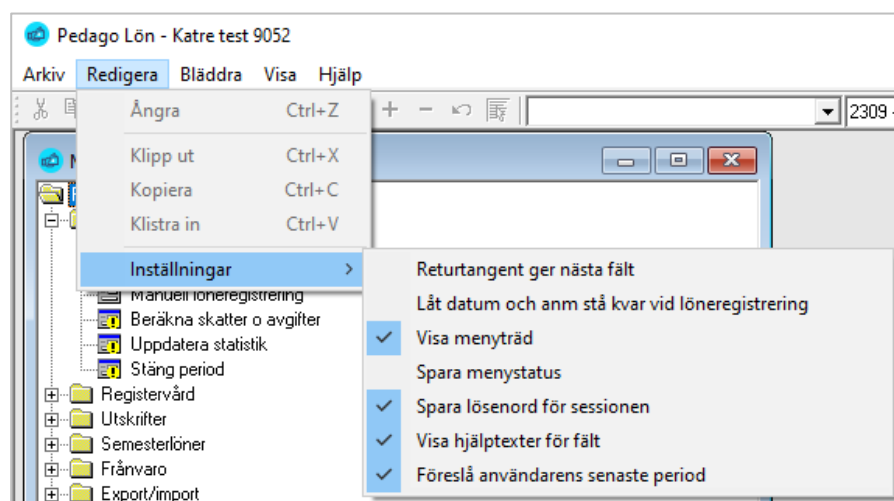 Pedago Lön - Katre test 9052
Arkiv Redigera Bläddra Visa Hjälp
2309
Ångra Ctrl+Z
Klipp ut Ctrl+X
Kopiera Ctrl+C
Klistra in Ctrl+V
Inställningar
Returtangent ger nästa fält
Låt datum och anm stå kvar vid löneregistrering
Visa menyträd
Spara menystatus
Spara lösenord för sessionen
Visa hjälptexter för fält
Föreslå användarens senaste period
Manuell löneregistrering
Beräkna skatter o avgifter
Uppdatera statistik
Stäng period
Registervård
Utskrifter
Semesterlöner
Frånvaro
Export/import